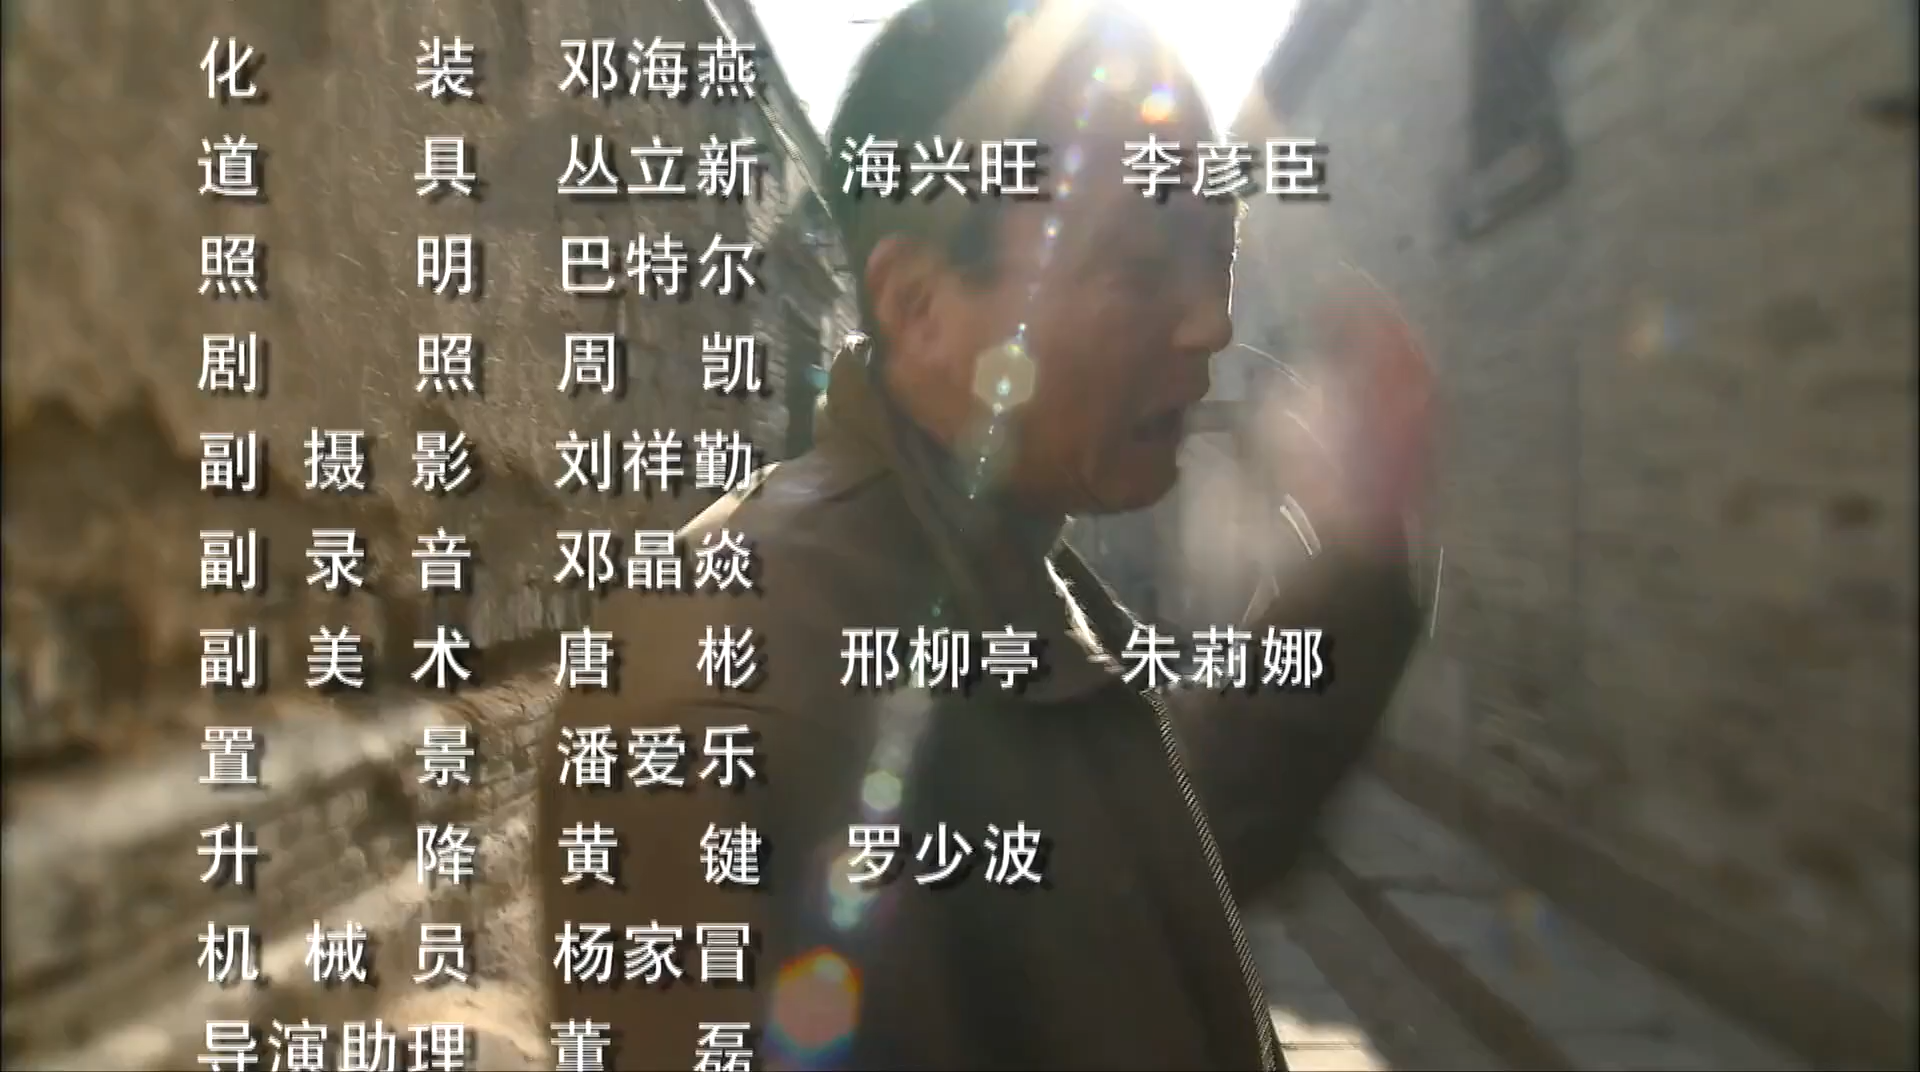 化装 邓海燕
道具 丛立新 海兴旺 李彦臣
照明 巴特尔
剧照 周凯
副摄影 刘祥勤
副录音 邓晶焱
副美术 唐彬 邢柳亭 朱莉娜
置景 潘爱乐
升降 黄键 罗少波
机械员 杨家冒
导演助理 董磊